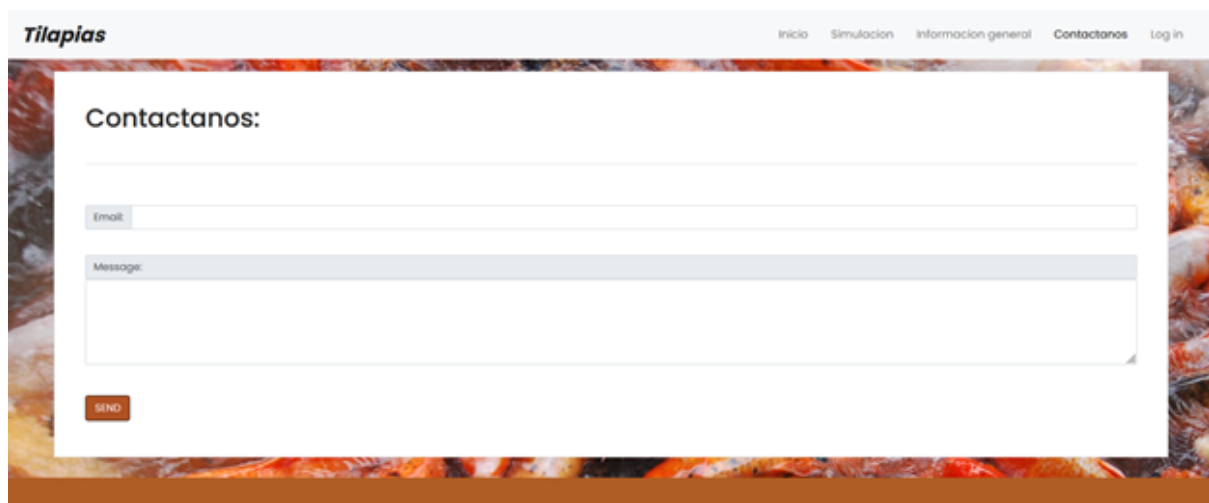 Tilapias
Inicio Simulacion Informacion general Contactanos Log in
Contactanos:
Email:
Message:
SEND